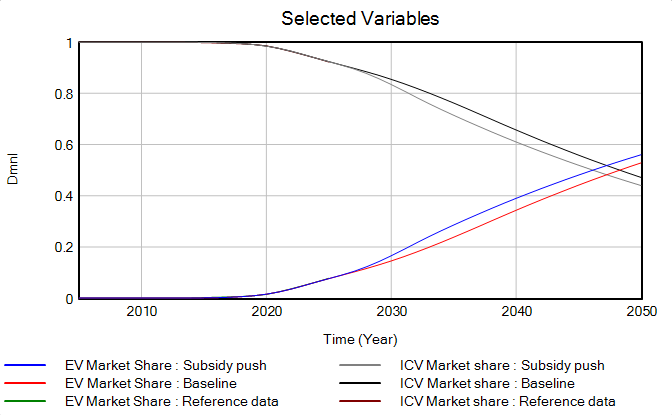 Selected Variables
1
0.8
0.6
0.4
0.2
0
Dmnl
2010 2020 2030 2040 2050
Time (Year)
EV Market Share : Subsidy push
EV Market Share : Baseline
EV Market Share : Reference data
ICV Market share : Subsidy push
ICV Market share : Baseline
ICV Market share : Reference data